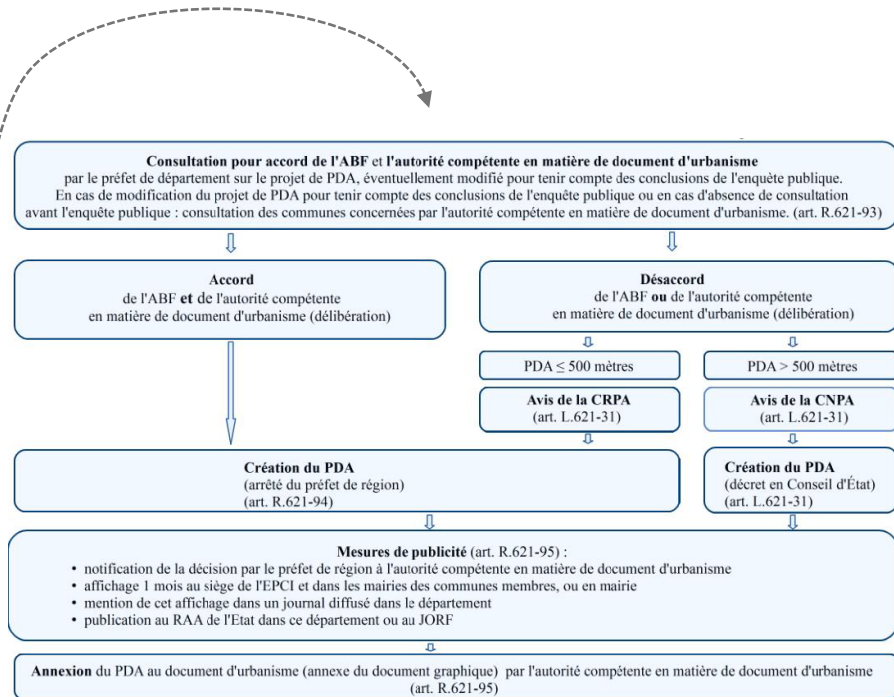 Consultation pour accord de l'ABF et l'autorité compétente en matière de document d'urbanisme
par le préfet de département sur le projet de PDA, éventuellement modifié pour tenir compte des conclusions de l'enquête publique.
En cas de modification du projet de PDA pour tenir compte des conclusions de l'enquête publique ou en cas d'absence de consultation
avant l'enquête publique : consultation des communes concernées par l'autorité compétente en matière de document d'urbanisme. (art. R.621-93)
Accord
de l'ABF et de l'autorité compétente
en matière de document d'urbanisme (délibération)
Désaccord
de l'ABF ou de l'autorité compétente
en matière de document d'urbanisme (délibération)
PDA ≤ 500 mètres
PDA > 500 mètres
Avis de la CRPA
(art. L.621-31)
Avis de la CNPA
(art. L.621-31)
Création du PDA
(arrêté du préfet de région)
(art. R.621-94)
Création du PDA
(décret en Conseil d'État)
(art. L.621-31)
Mesures de publicité (art. R.621-95) :
• notification de la décision par le préfet de région à l'autorité compétente en matière de document d'urbanisme
• affichage 1 mois au siège de l'EPCI et dans les mairies des communes membres, ou en mairie
• mention de cet affichage dans un journal diffusé dans le département
• publication au RAA de l'Etat dans ce département ou au JORF
Annexion du PDA au document d'urbanisme (annexe du document graphique) par l'autorité compétente en matière de document d'urbanisme
(art. R.621-95)